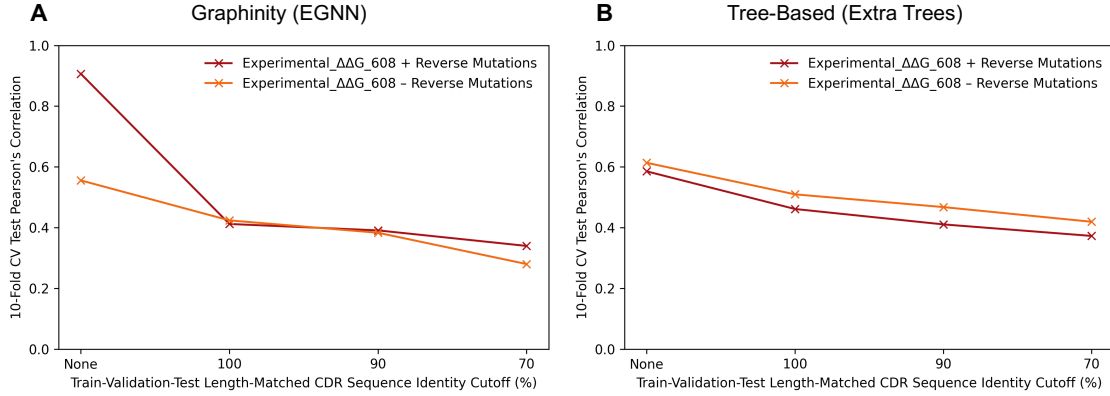 A
Graphinity (EGNN)
1.0
0.8
0.6
0.4
0.2
0.0
10-Fold CV Test Pearson's Correlation
Experimental_ΔΔG_608 + Reverse Mutations
Experimental_ΔΔG_608 – Reverse Mutations
None
100
90
70
Train-Validation-Test Length-Matched CDR Sequence Identity Cutoff (%)
B
Tree-Based (Extra Trees)
1.0
0.8
0.6
0.4
0.2
0.0
10-Fold CV Test Pearson's Correlation
Experimental_ΔΔG_608 + Reverse Mutations
Experimental_ΔΔG_608 – Reverse Mutations
None
100
90
70
Train-Validation-Test Length-Matched CDR Sequence Identity Cutoff (%)